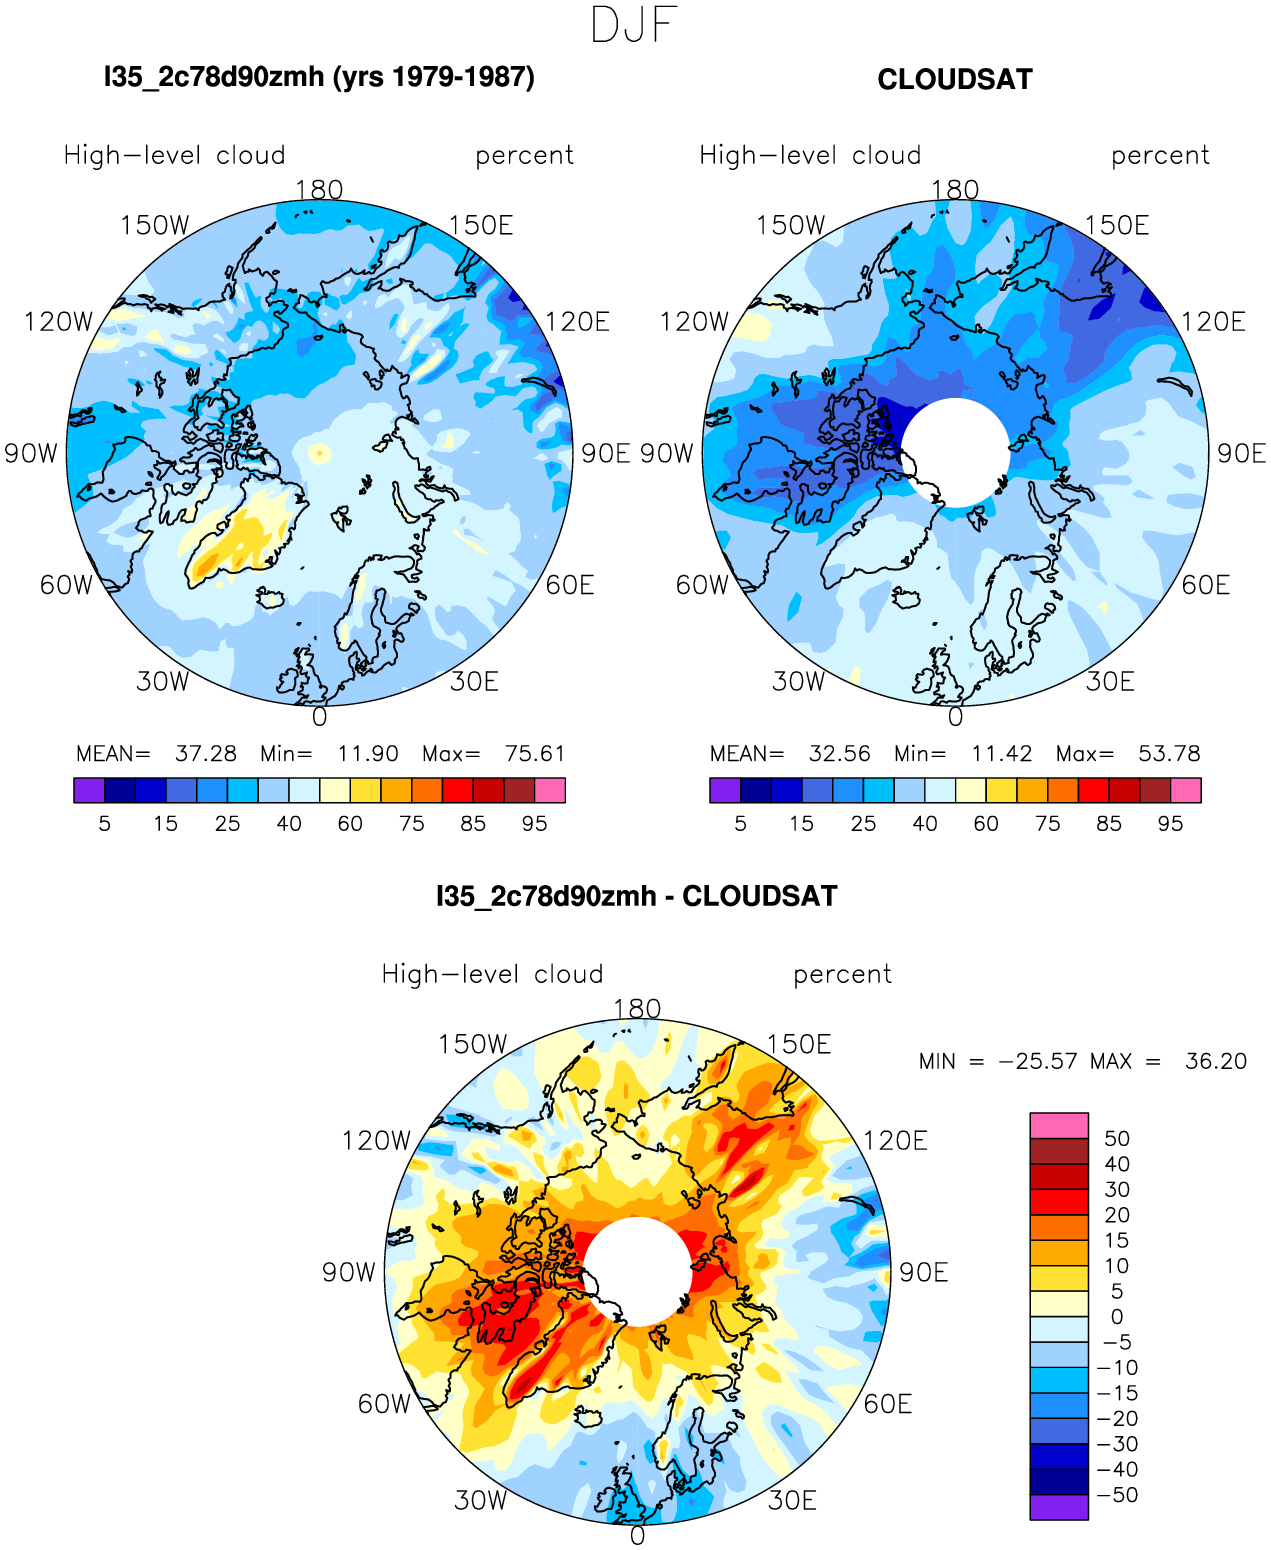 DJF
I35_2c78d90zmh (yrs 1979-1987)
High-level cloud percent
180
150W 150E
120W 120E
90W 90E
60W 60E
30W 30E
0
MEAN= 37.28 Min= 11.90 Max= 75.61
5 15 25 40 60 75 85 95
CLOUDSAT
High-level cloud percent
180
150W 150E
120W 120E
90W 90E
60W 60E
30W 30E
0
MEAN= 32.56 Min= 11.42 Max= 53.78
5 15 25 40 60 75 85 95
I35_2c78d90zmh - CLOUDSAT
High-level cloud percent
180
150W 150E
120W 120E
90W 90E
60W 60E
30W 30E
0
MIN = -25.57 MAX = 36.20
50
40
30
20
15
10
5
0
-5
-10
-15
-20
-30
-40
-50